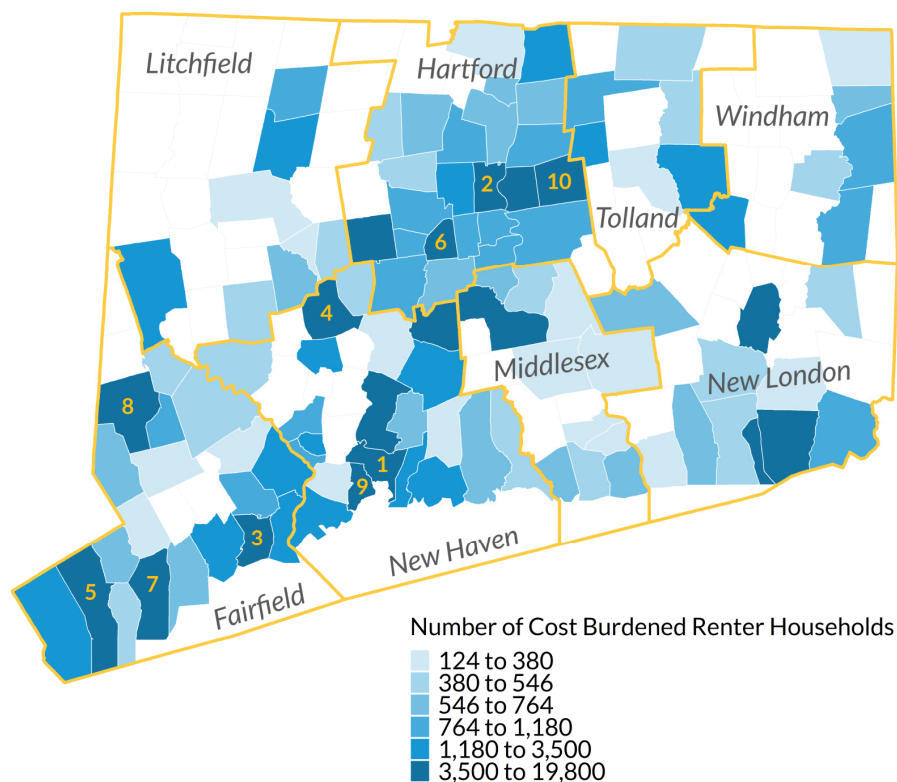 Litchfield
Hartford
Windham
2
10
Tolland
6
4
Middlesex
New London
8
1
9
3
New Haven
5
7
Fairfield
Number of Cost Burdened Renter Households
124 to 380
380 to 546
546 to 764
764 to 1,180
1,180 to 3,500
3,500 to 19,800